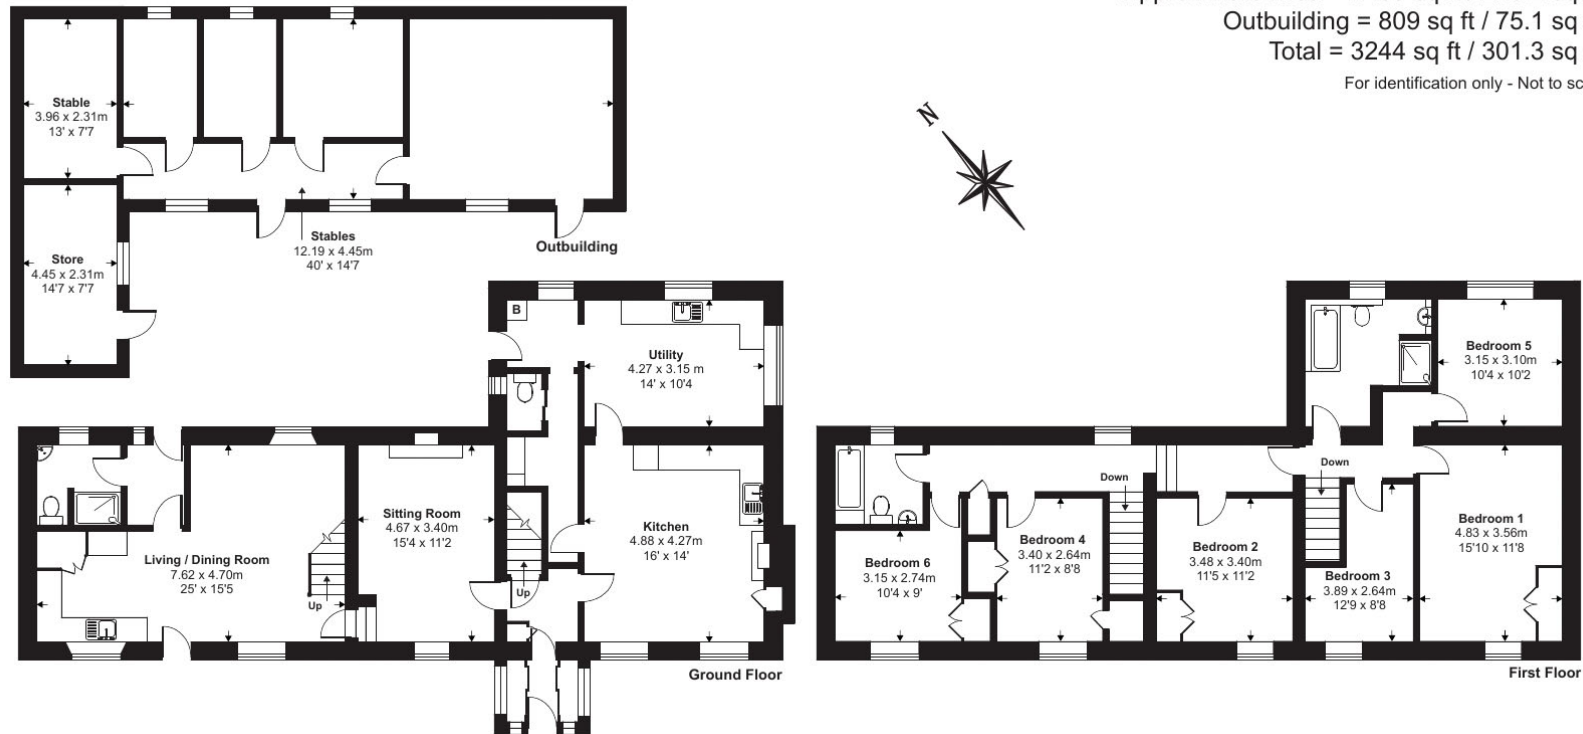 Outbuilding = 809 sq ft / 75.1 sq
Total = 3244 sq ft / 301.3 sq
For identification only - Not to sc
N
Stable
3.96 x 2.31m
13' x 7'7
Store
4.45 x 2.31m
14'7 x 7'7
Stables
12.19 x 4.45m
40' x 14'7
Outbuilding
B
Utility
4.27 x 3.15 m
14' x 10'4
Living / Dining Room
7.62 x 4.70m
25' x 15'5
Up
Sitting Room
4.67 x 3.40m
15'4 x 11'2
Up
Kitchen
4.88 x 4.27m
16' x 14'
Ground Floor
Bedroom 5
3.15 x 3.10m
10'4 x 10'2
Down
Down
Bedroom 6
3.15 x 2.74m
10'4 x 9'
Bedroom 4
3.40 x 2.64m
11'2 x 8'8
Bedroom 2
3.48 x 3.40m
11'5 x 11'2
Bedroom 3
3.89 x 2.64m
12'9 x 8'8
Bedroom 1
4.83 x 3.56m
15'10 x 11'8
First Floor